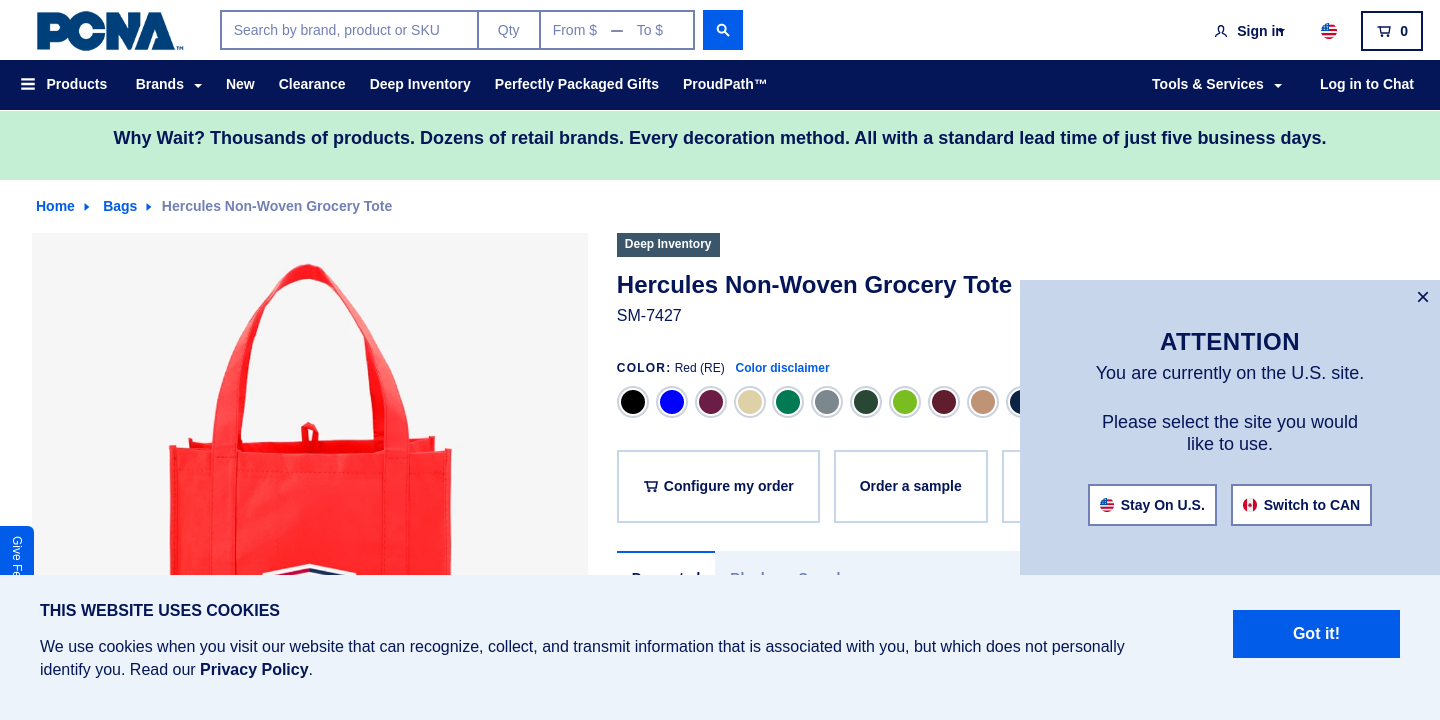 PCNA™
Search by brand, product or SKU
Qty
From $ — To $
Sign in
0
Products
Brands
New
Clearance
Deep Inventory
Perfectly Packaged Gifts
ProudPath™
Tools & Services
Log in to Chat
Why Wait? Thousands of products. Dozens of retail brands. Every decoration method. All with a standard lead time of just five business days.
Home
Bags
Hercules Non-Woven Grocery Tote
Deep Inventory
Hercules Non-Woven Grocery Tote
SM-7427
COLOR: Red (RE) Color disclaimer
Configure my order
Order a sample
×
ATTENTION
You are currently on the U.S. site.
Please select the site you would
like to use.
Stay On U.S.
Switch to CAN
Give
THIS WEBSITE USES COOKIES
We use cookies when you visit our website that can recognize, collect, and transmit information that is associated with you, but which does not personally
identify you. Read our Privacy Policy.
Got it!